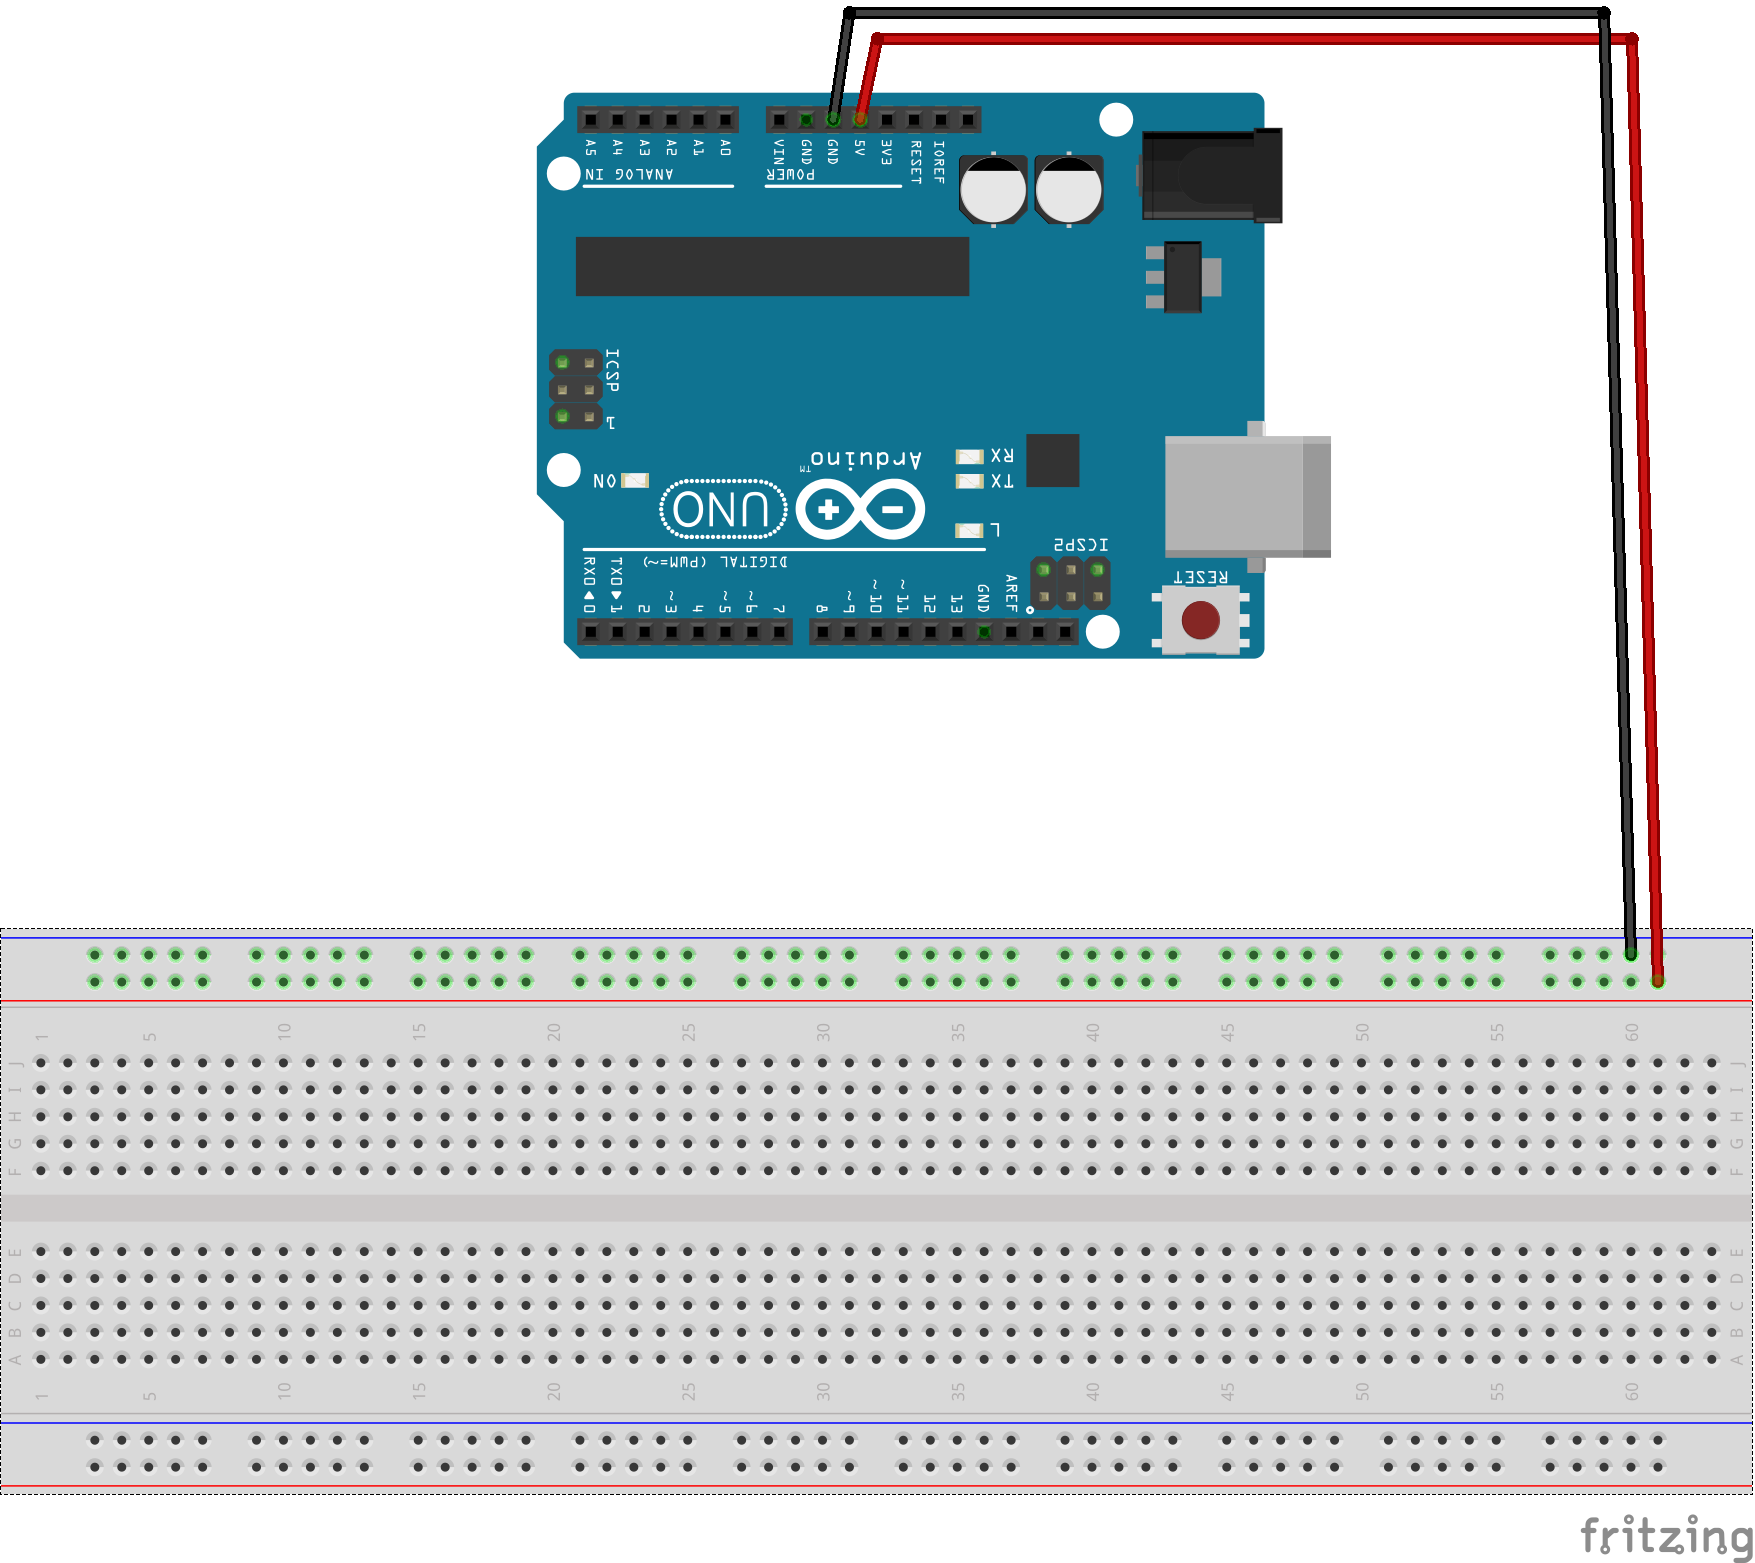 A5 A4 A3 A2 A1 A0 VIN GND GND 5V 3V3 RESET IOREF
ANALOG IN POWER
ICSP
1
Arduino
TM
RX
TX
ON
UNO
L
DIGITAL (PWM=~)
ICSP2
RESET
RX0 TX0 AREF
0 1 2 ~3 4 ~5 ~6 7 8 ~9 ~10 ~11 12 13 GND
1 5 10 15 20 25 30 35 40 45 50 55 60
J J
I I
H H
G G
F F
E E
D D
C C
B B
A A
1 5 10 15 20 25 30 35 40 45 50 55 60
fritzing